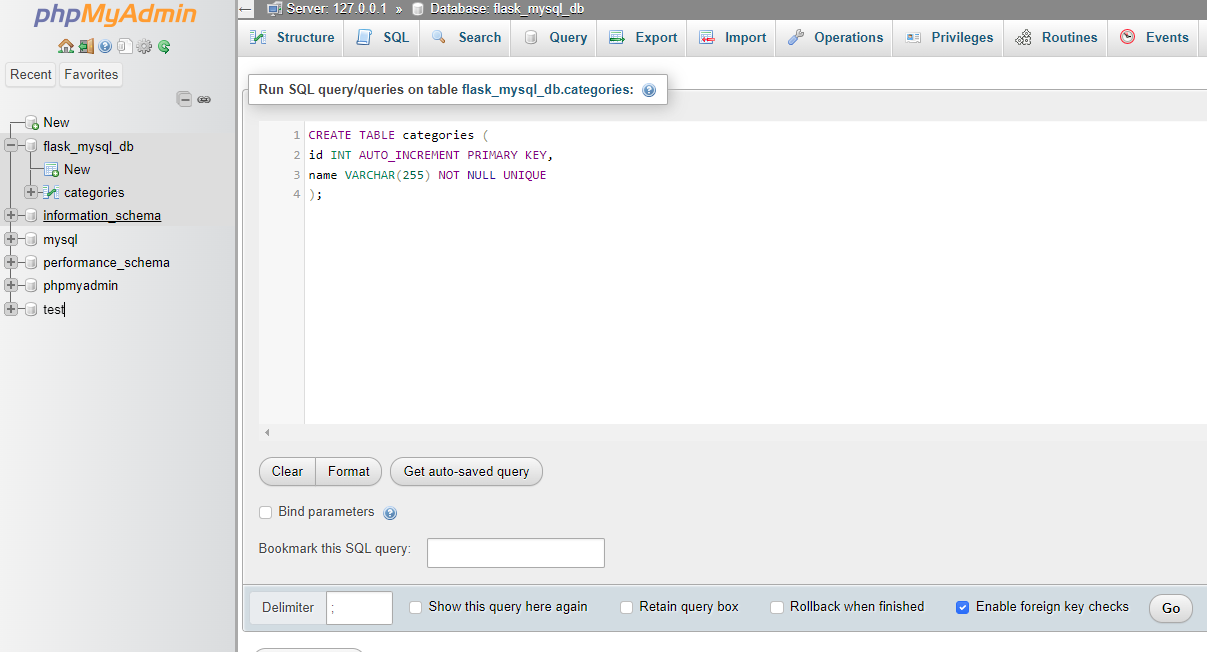 phpMyAdmin
Recent Favorites
New
flask_mysql_db
New
categories
information_schema
mysql
performance_schema
phpmyadmin
test
Server: 127.0.0.1 » Database: flask_mysql_db
Structure SQL Search Query Export Import Operations Privileges Routines Events
Run SQL query/queries on table flask_mysql_db.categories:
1 CREATE TABLE categories (
2 id INT AUTO_INCREMENT PRIMARY KEY,
3 name VARCHAR(255) NOT NULL UNIQUE
4 );
Clear Format Get auto-saved query
Bind parameters
Bookmark this SQL query:
Delimiter ; Show this query here again Retain query box Rollback when finished Enable foreign key checks Go